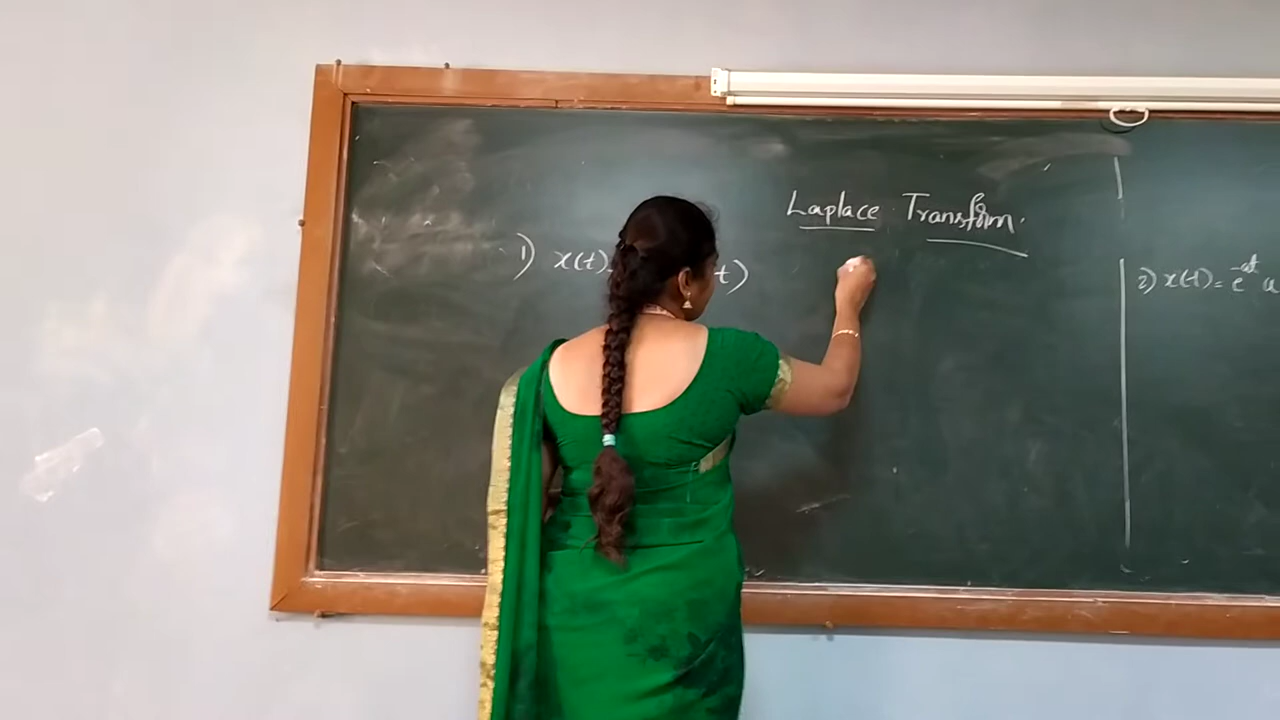 Laplace Transform.
1) x(t) t)
2) x(t) = e^-at